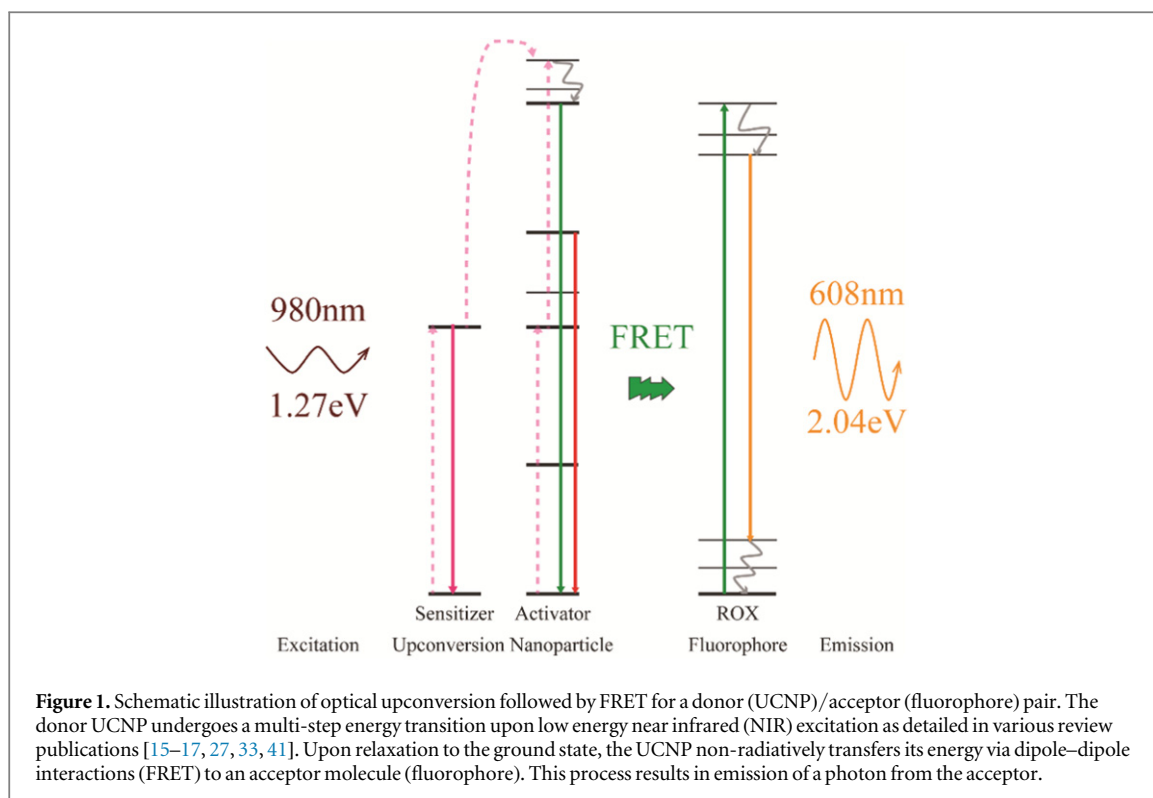 980nm
1.27eV
FRET
608nm
2.04eV
Sensitizer Activator ROX
Excitation Upconversion Nanoparticle Fluorophore Emission
Figure 1. Schematic illustration of optical upconversion followed by FRET for a donor (UCNP)/acceptor (fluorophore) pair. The
donor UCNP undergoes a multi-step energy transition upon low energy near infrared (NIR) excitation as detailed in various review
publications [15–17, 27, 33, 41]. Upon relaxation to the ground state, the UCNP non-radiatively transfers its energy via dipole–dipole
interactions (FRET) to an acceptor molecule (fluorophore). This process results in emission of a photon from the acceptor.